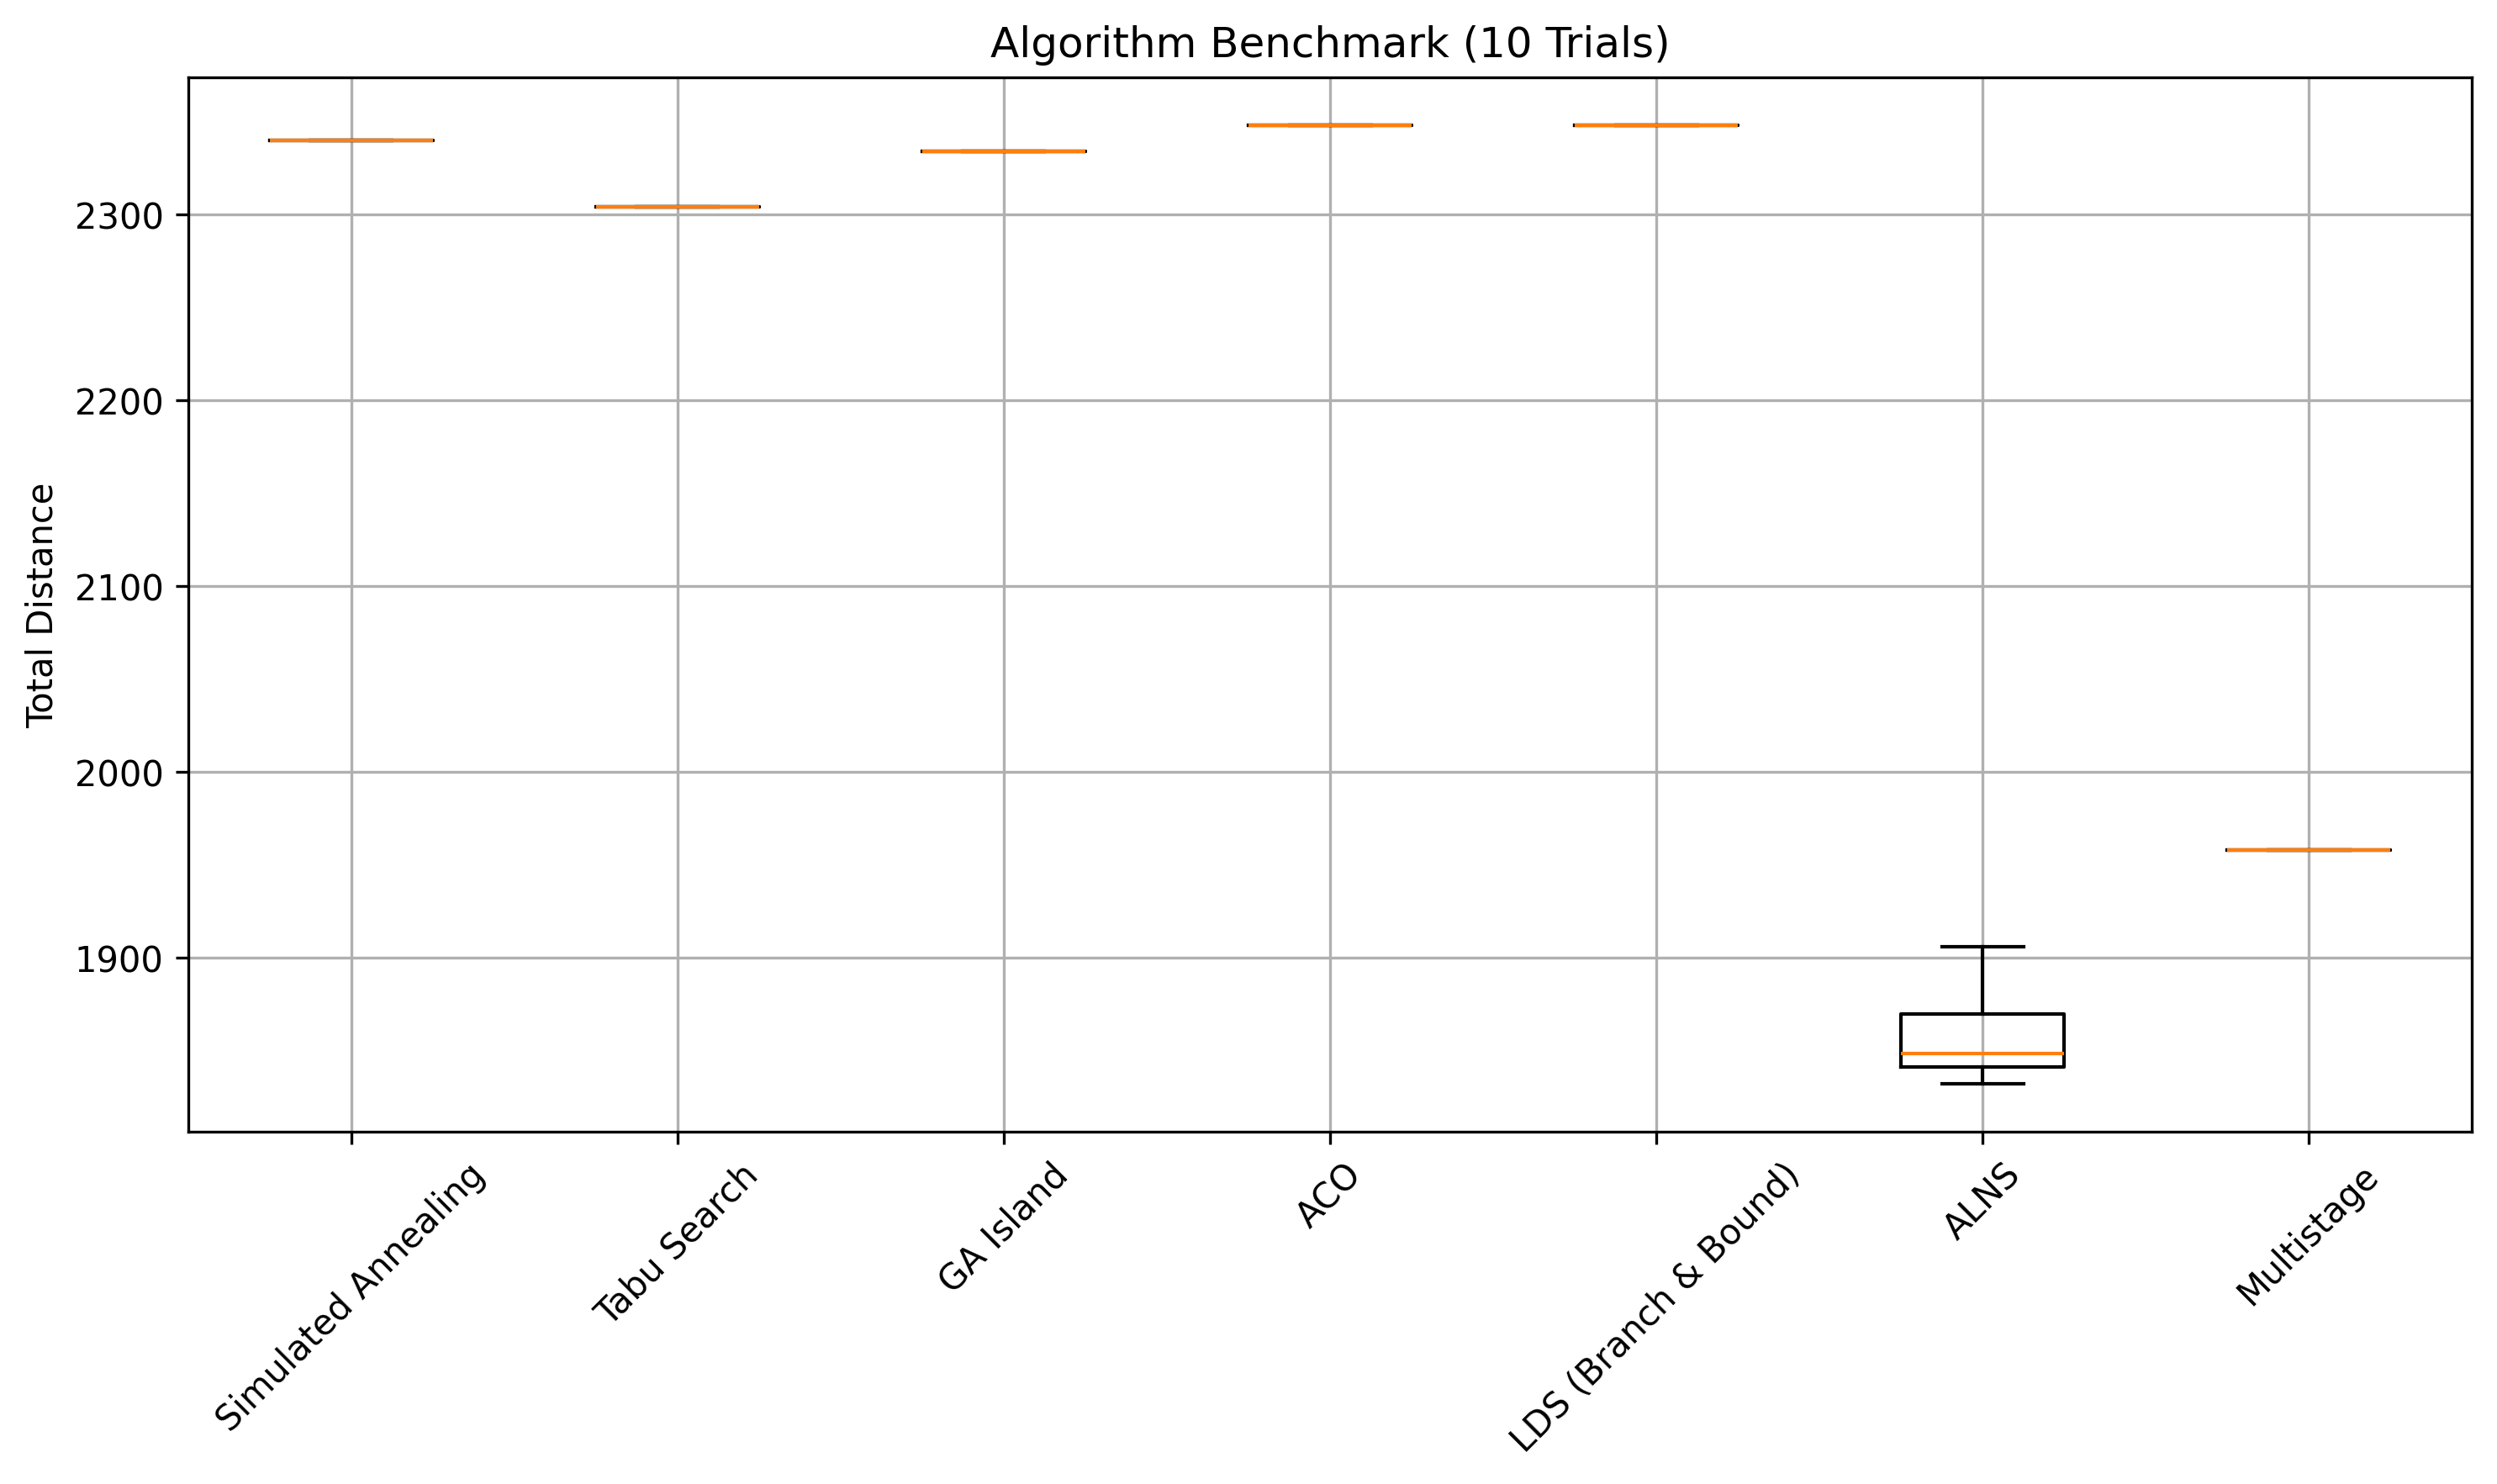 Algorithm Benchmark (10 Trials)
Total Distance
2300
2200
2100
2000
1900
Simulated Annealing
Tabu Search
GA Island
ACO
LDS (Branch & Bound)
ALNS
Multistage